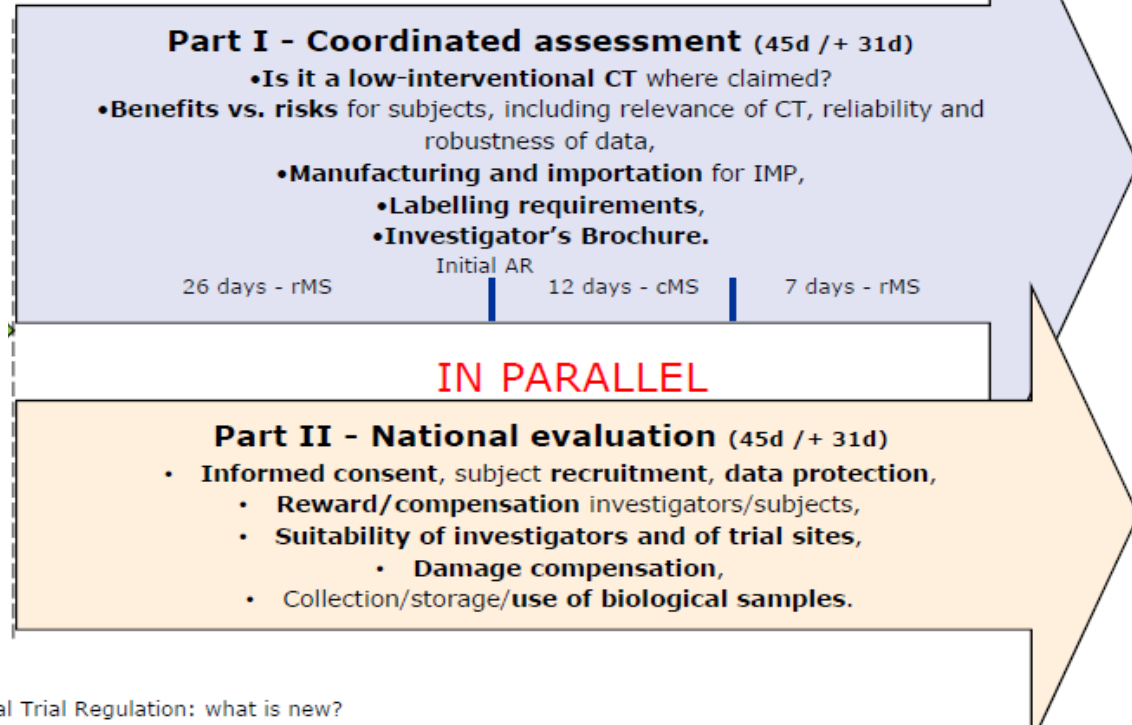 Part I - Coordinated assessment (45d /+ 31d)
•Is it a low-interventional CT where claimed?
•Benefits vs. risks for subjects, including relevance of CT, reliability and
robustness of data,
•Manufacturing and importation for IMP,
•Labelling requirements,
•Investigator's Brochure.
Initial AR
26 days - rMS 12 days - cMS 7 days - rMS
IN PARALLEL
Part II - National evaluation (45d /+ 31d)
• Informed consent, subject recruitment, data protection,
• Reward/compensation investigators/subjects,
• Suitability of investigators and of trial sites,
• Damage compensation,
• Collection/storage/use of biological samples.
al Trial Regulation: what is new?